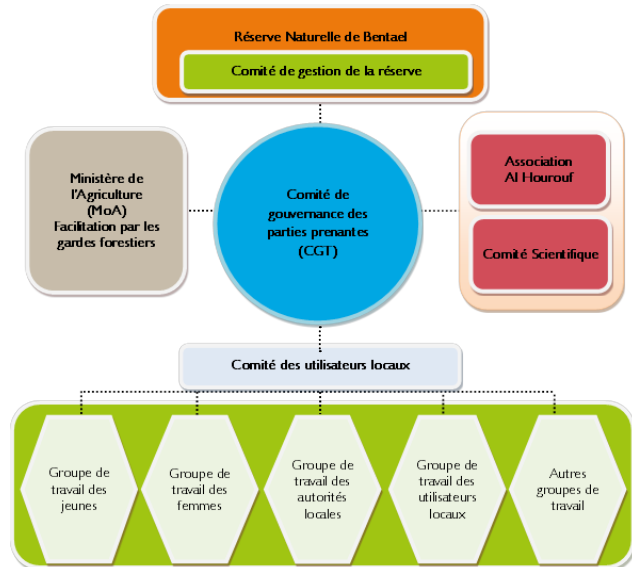 Réserve Naturelle de Bentael
Comité de gestion de la réserve
Ministère de
l'Agriculture
(MoA)
Facilitation par les
gardes forestiers
Comité de
gouvernance des
parties prenantes
(CGT)
Association
Al Hourouf
Comité Scientifique
Comité des utilisateurs locaux
Groupe de
travail des
jeunes
Groupe de
travail des
femmes
Groupe de
travail des
autorités
locales
Groupe de
travail des
utilisateurs
locaux
Autres
groupes de
travail